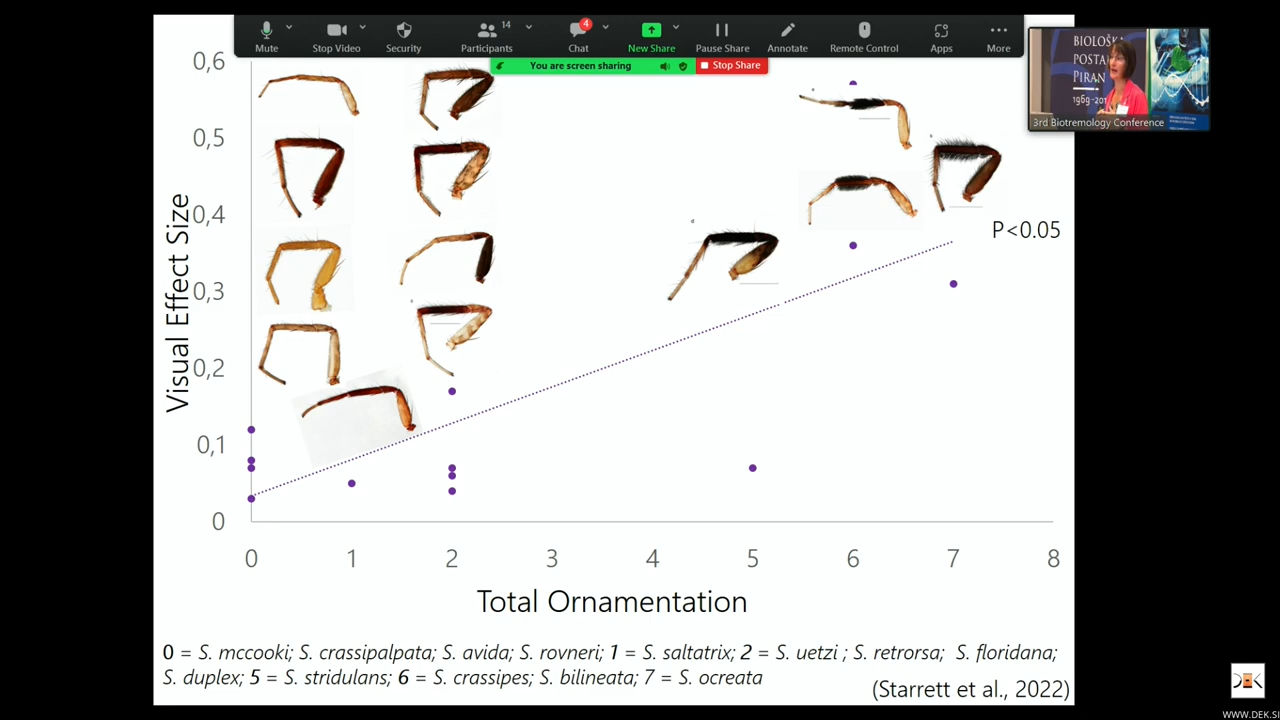 Mute
Stop Video
Security
14
Participants
4
Chat
New Share
Pause Share
Annotate
Remote Control
Apps
More
You are screen sharing
Stop Share
BIOLOŠK
POSTA
PIRAN
3rd Biotremology Conference
0,6
0,5
0,4
0,3
0,2
0,1
0
Visual Effect Size
P<0.05
0 1 2 3 4 5 6 7 8
Total Ornamentation
0 = S. mccooki; S. crassipalpata; S. avida; S. rovneri; 1 = S. saltatrix; 2 = S. uetzi ; S. retrorsa; S. floridana;
S. duplex; 5 = S. stridulans; 6 = S. crassipes; S. bilineata; 7 = S. ocreata
(Starrett et al., 2022)
WWW.DEK.SI